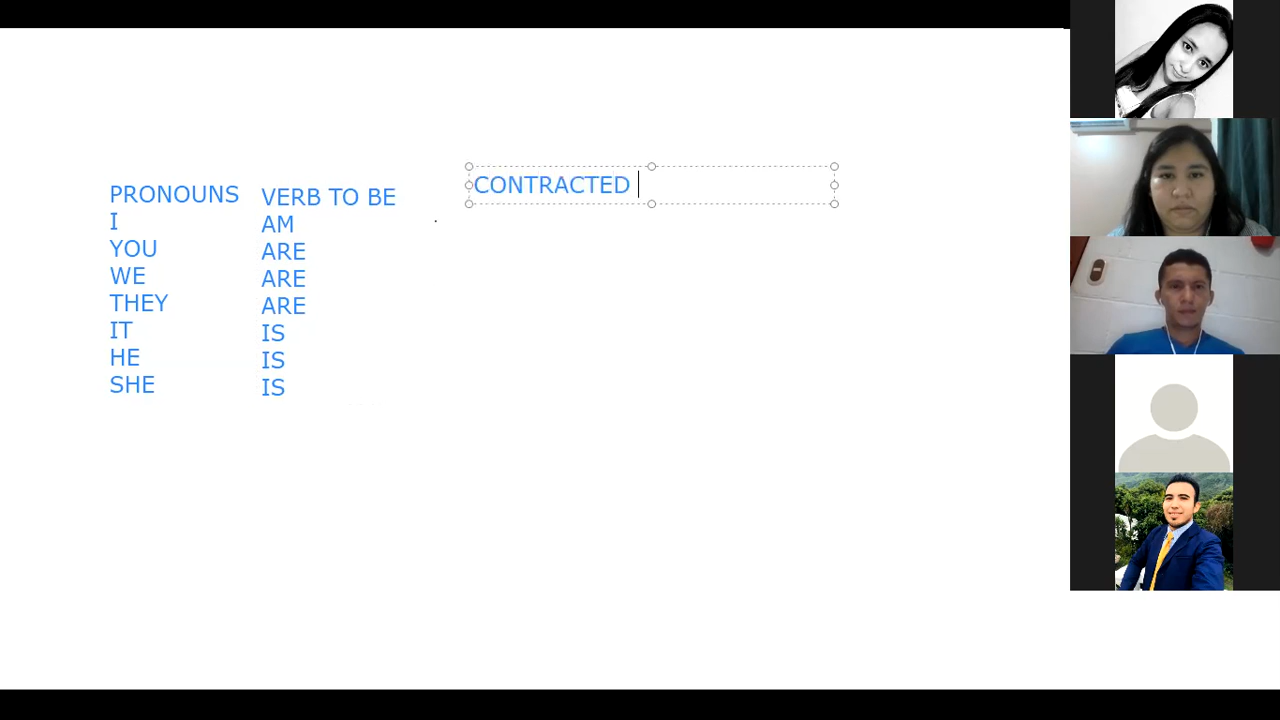 PRONOUNS
I
YOU
WE
THEY
IT
HE
SHE
VERB TO BE
AM
ARE
ARE
ARE
IS
IS
IS
CONTRACTED